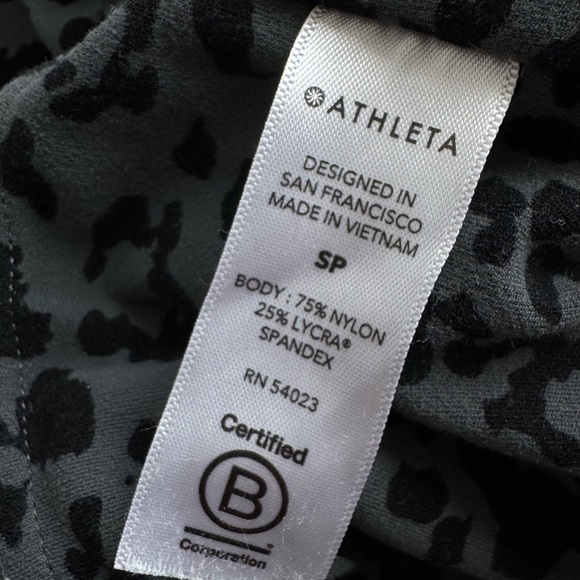 ATHLETA
DESIGNED IN
SAN FRANCISCO
MADE IN VIETNAM
SP
BODY : 75% NYLON
25% LYCRA®
SPANDEX
RN 54023
Certified
B
Corporation